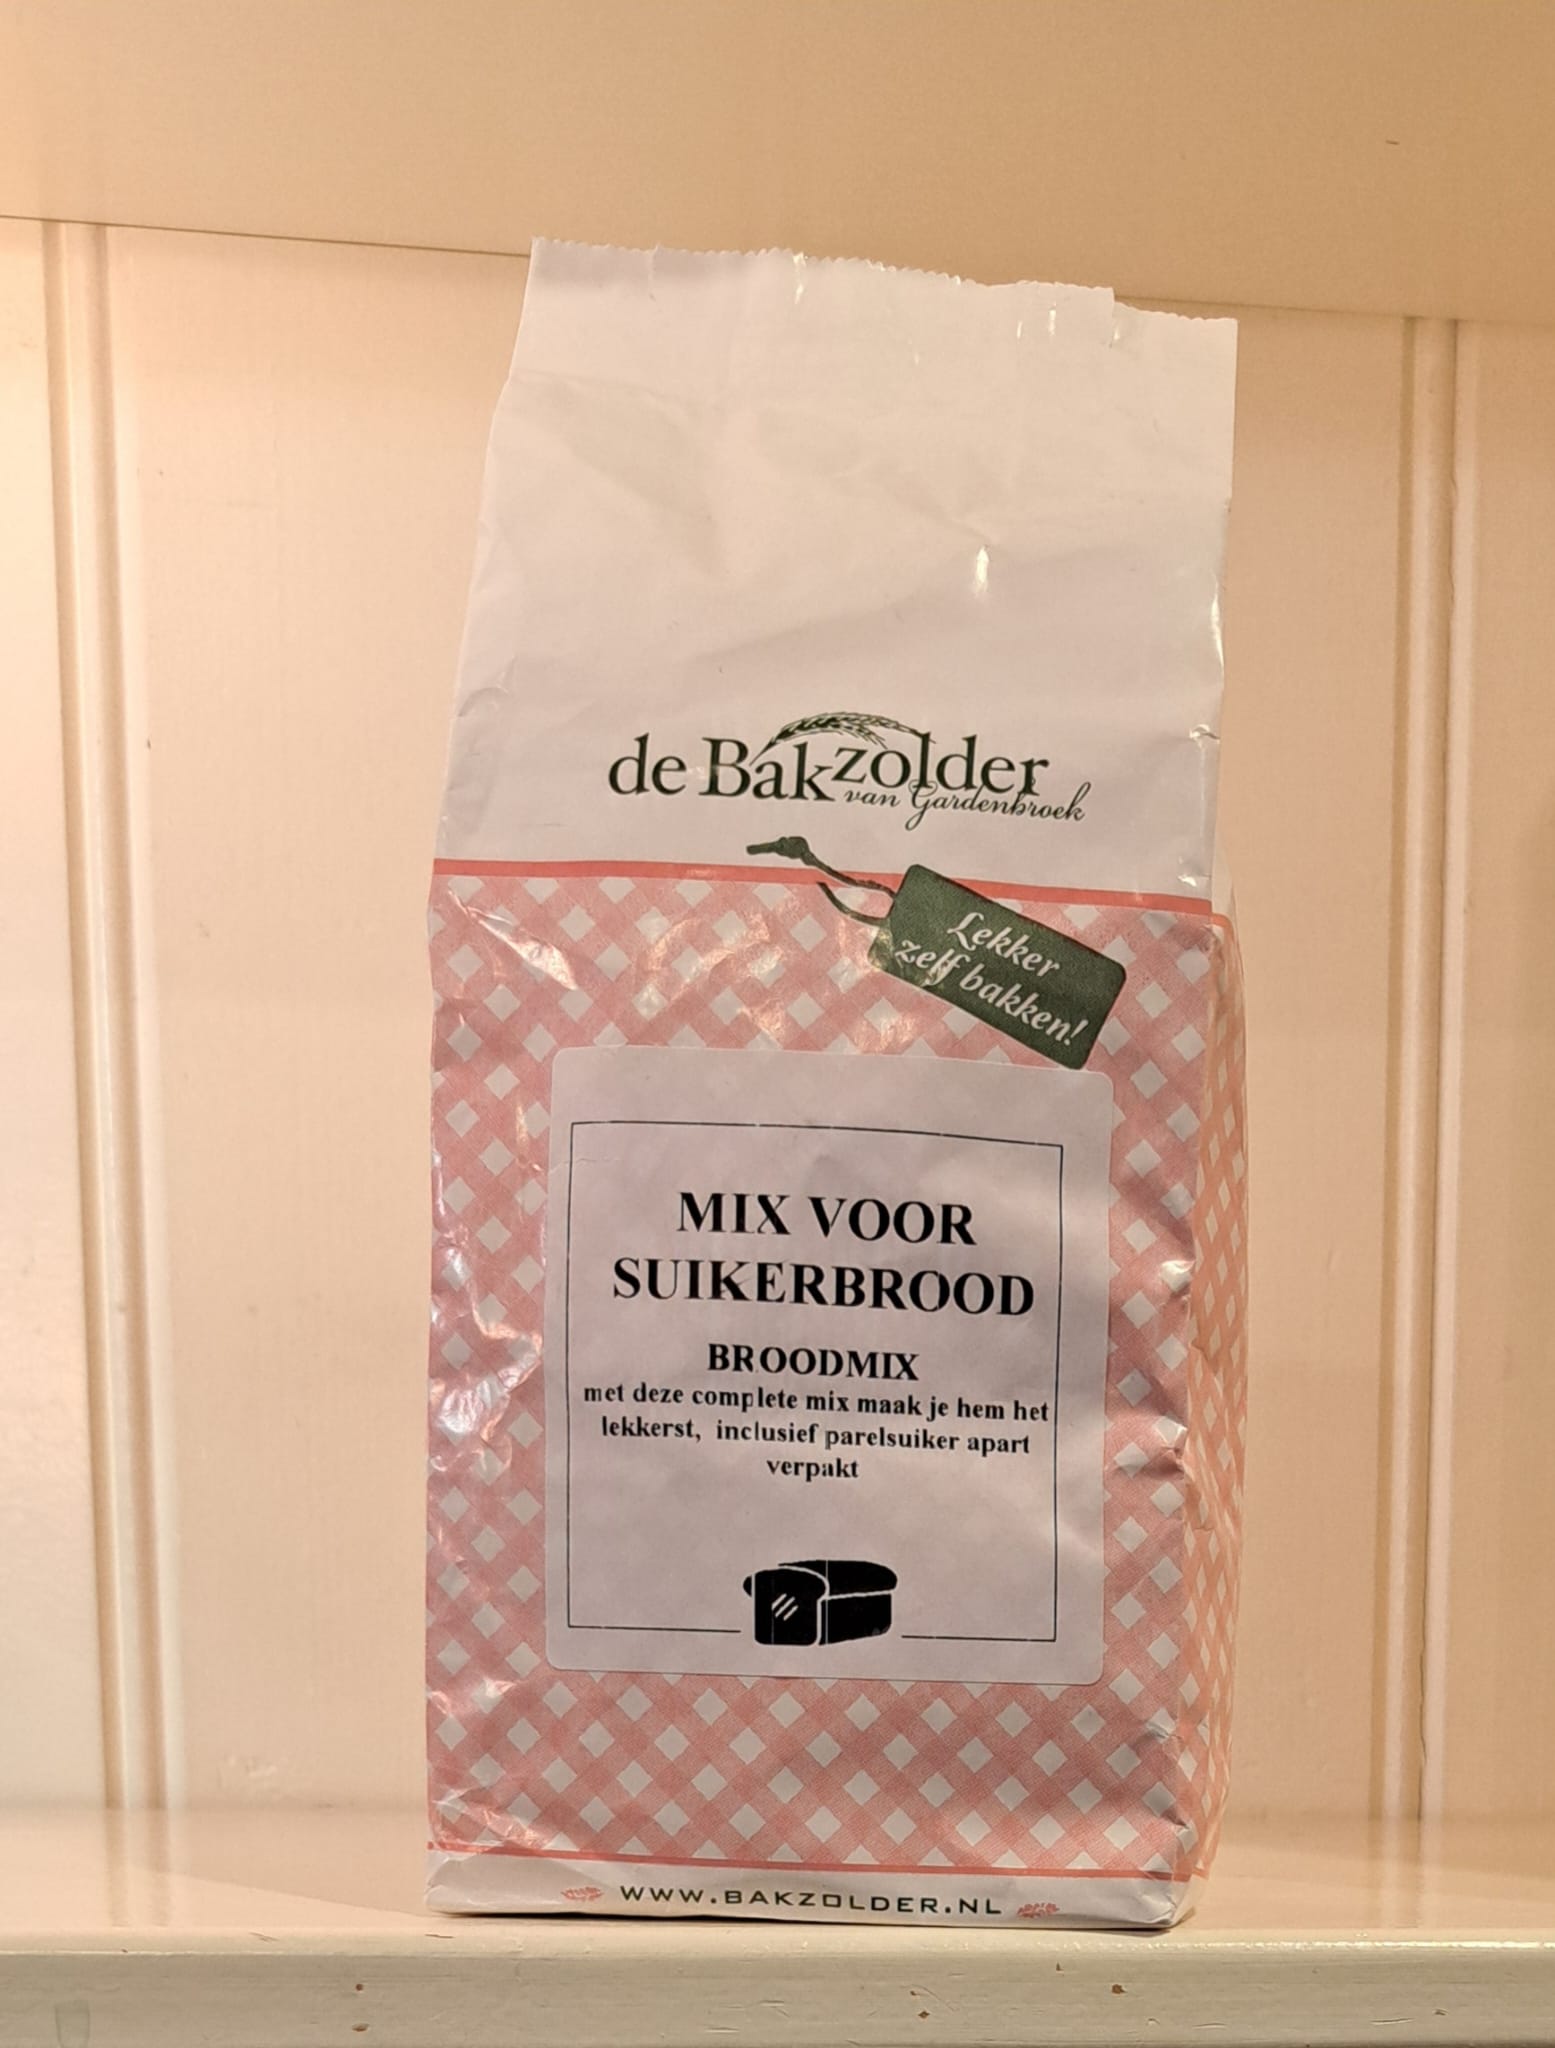 de Bakzolder
van Gardenbroek
Lekker
zelf bakken!
MIX VOOR
SUIKERBROOD
BROODMIX
met deze complete mix maak je hem het
lekkerst, inclusief parelsuiker apart
verpakt
WWW.BAKZOLDER.NL